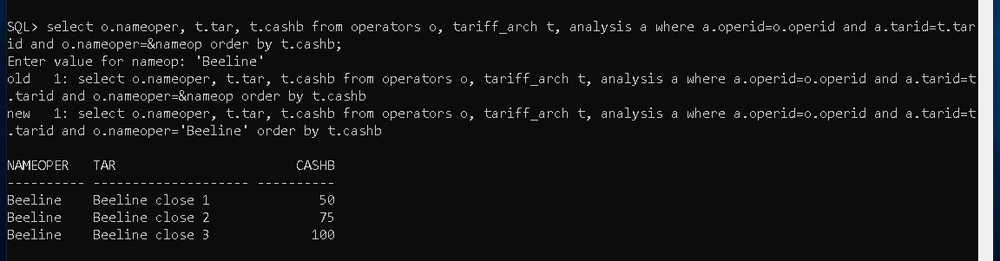 SQL> select o.nameoper, t.tar, t.cashb from operators o, tariff_arch t, analysis a where a.operid=o.operid and a.tarid=t.tar
id and o.nameoper=&nameop order by t.cashb;
Enter value for nameop: 'Beeline'
old   1: select o.nameoper, t.tar, t.cashb from operators o, tariff_arch t, analysis a where a.operid=o.operid and a.tarid=t
.tarid and o.nameoper=&nameop order by t.cashb
new   1: select o.nameoper, t.tar, t.cashb from operators o, tariff_arch t, analysis a where a.operid=o.operid and a.tarid=t
.tarid and o.nameoper='Beeline' order by t.cashb
NAMEOPER   TAR                       CASHB
---------- -------------------- ----------
Beeline    Beeline close 1              50
Beeline    Beeline close 2              75
Beeline    Beeline close 3             100